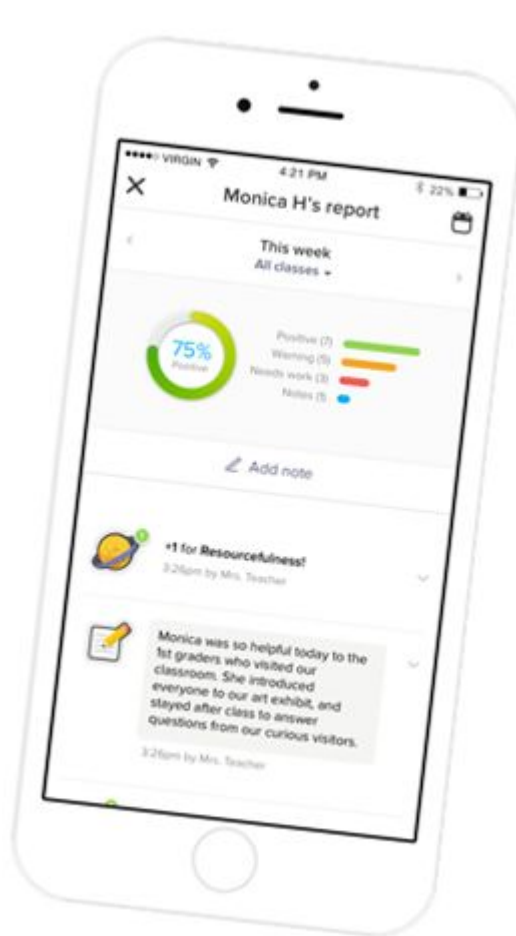 VIRGIN
4:21 PM
22%
Monica H's report
This week
All classes
75%
Positive
Positive (7)
Warning (5)
Needs work (3)
Notes (1)
Add note
+1 for Resourcefulness!
3:26pm by Mrs. Teacher
Monica was so helpful today to the
1st graders who visited our
classroom. She introduced
everyone to our art exhibit, and
stayed after class to answer
questions from our curious visitors.
3:26pm by Mrs. Teacher